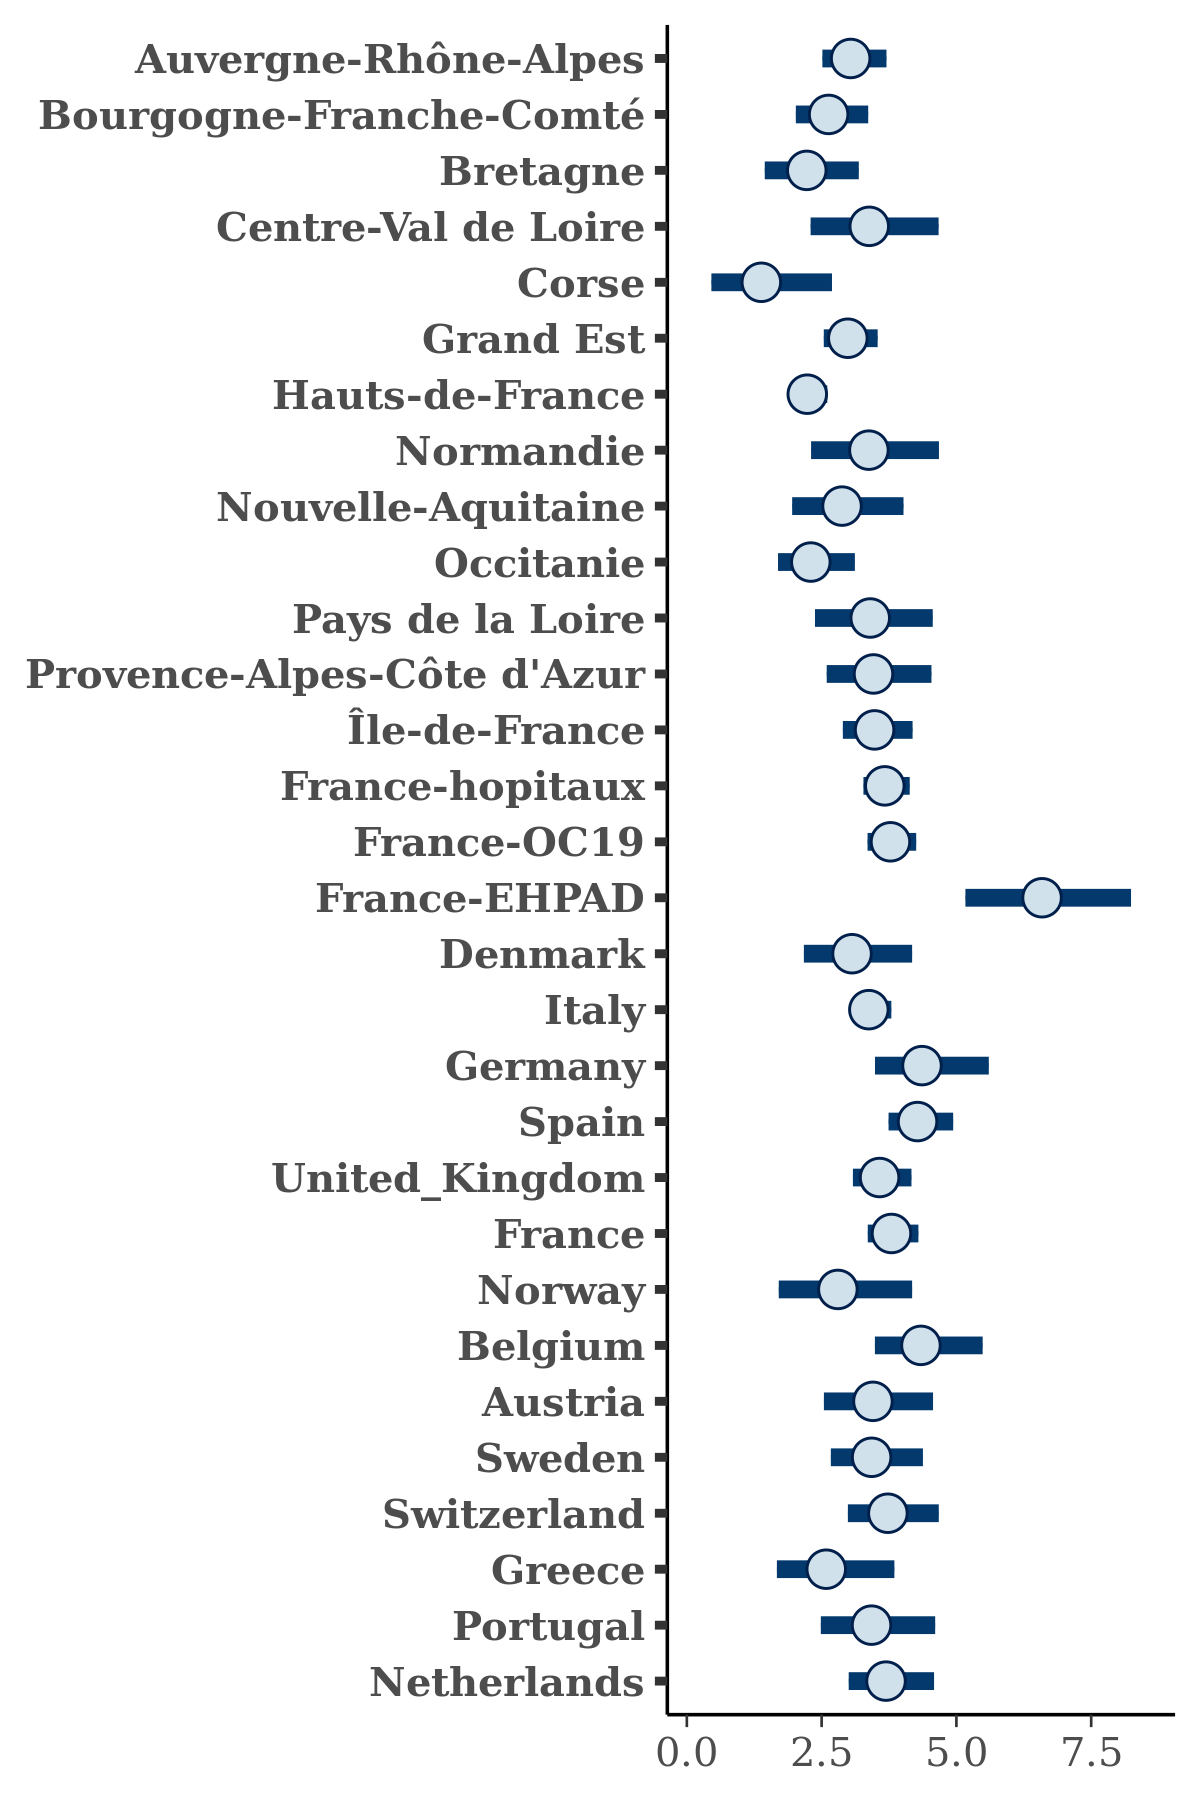 Auvergne-Rhône-Alpes
Bourgogne-Franche-Comté
Bretagne
Centre-Val de Loire
Corse
Grand Est
Hauts-de-France
Normandie
Nouvelle-Aquitaine
Occitanie
Pays de la Loire
Provence-Alpes-Côte d'Azur
Île-de-France
France-hopitaux
France-OC19
France-EHPAD
Denmark
Italy
Germany
Spain
United_Kingdom
France
Norway
Belgium
Austria
Sweden
Switzerland
Greece
Portugal
Netherlands
0.0 2.5 5.0 7.5